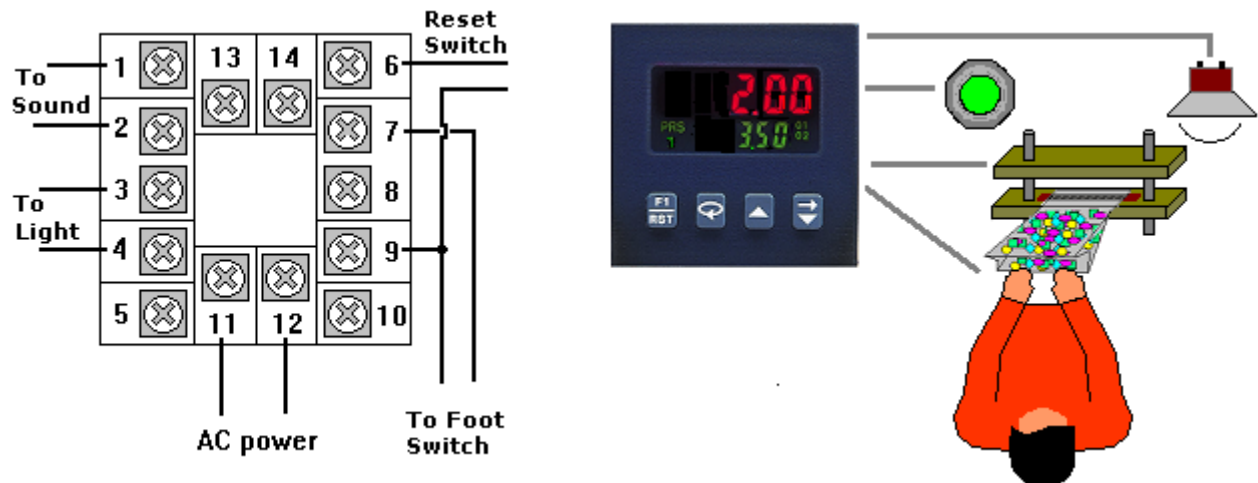 Reset
Switch
1
13
14
6
To
Sound
2
7
3
8
To
Light
4
9
5
11
12
10
AC power
To Foot
Switch
2.00
PRS
1
3.50
01
02
F1
RST